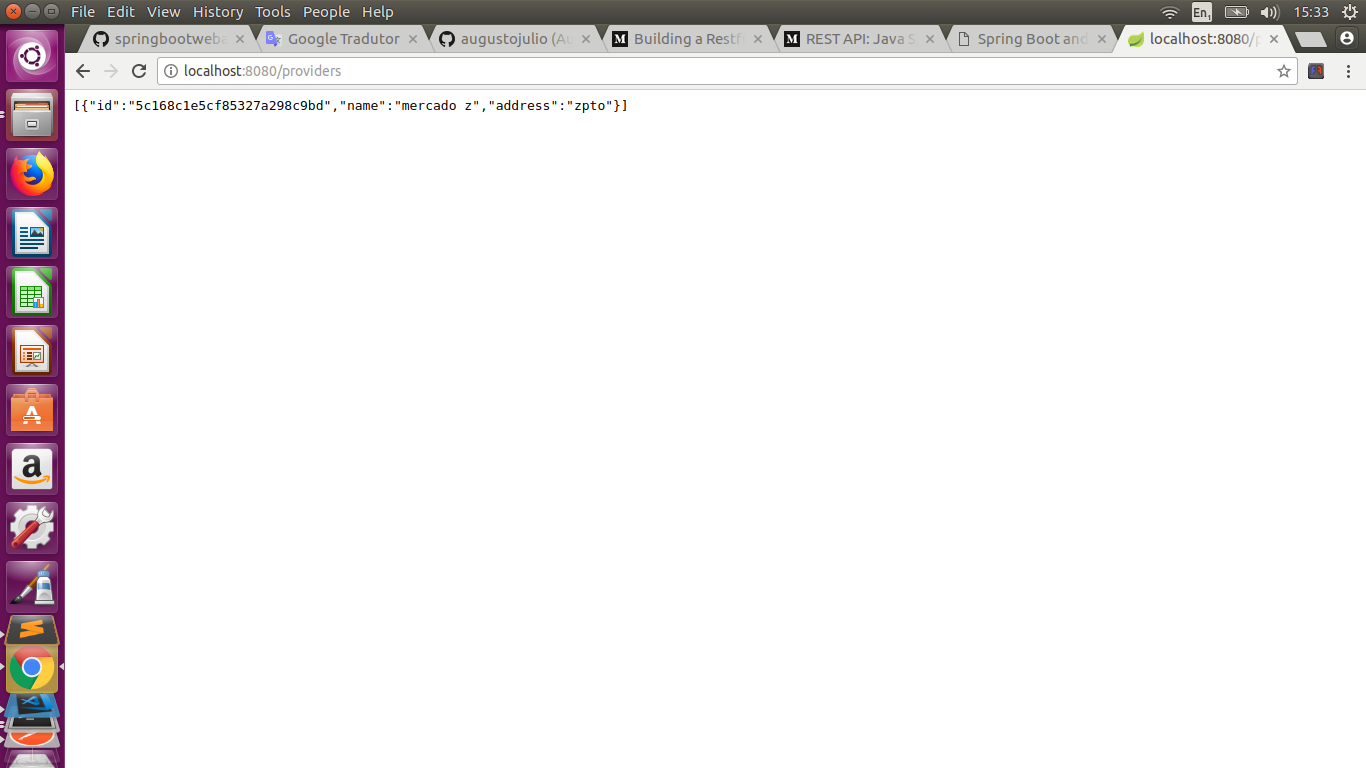 File Edit View History Tools People Help
En1 15:33
springbootweba
Google Tradutor
augustojulio (Au
Building a Restf
REST API: Java S
Spring Boot and
localhost:8080/p
localhost:8080/providers
[{"id":"5c168c1e5cf85327a298c9bd","name":"mercado z","address":"zpto"}]